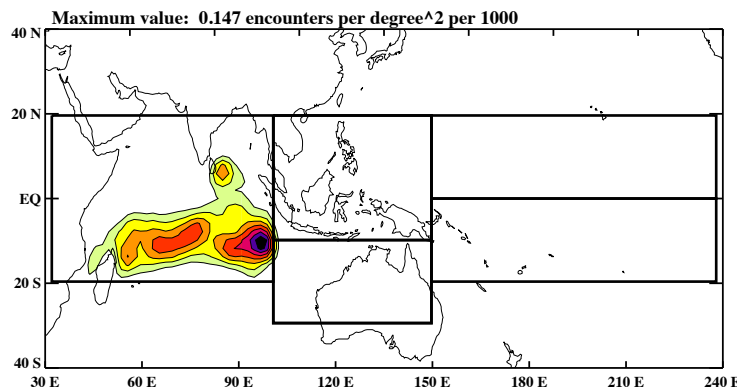 Maximum value: 0.147 encounters per degree^2 per 1000
40 N
20 N
EQ
20 S
40 S
30 E 60 E 90 E 120 E 150 E 180 E 210 E 240 E